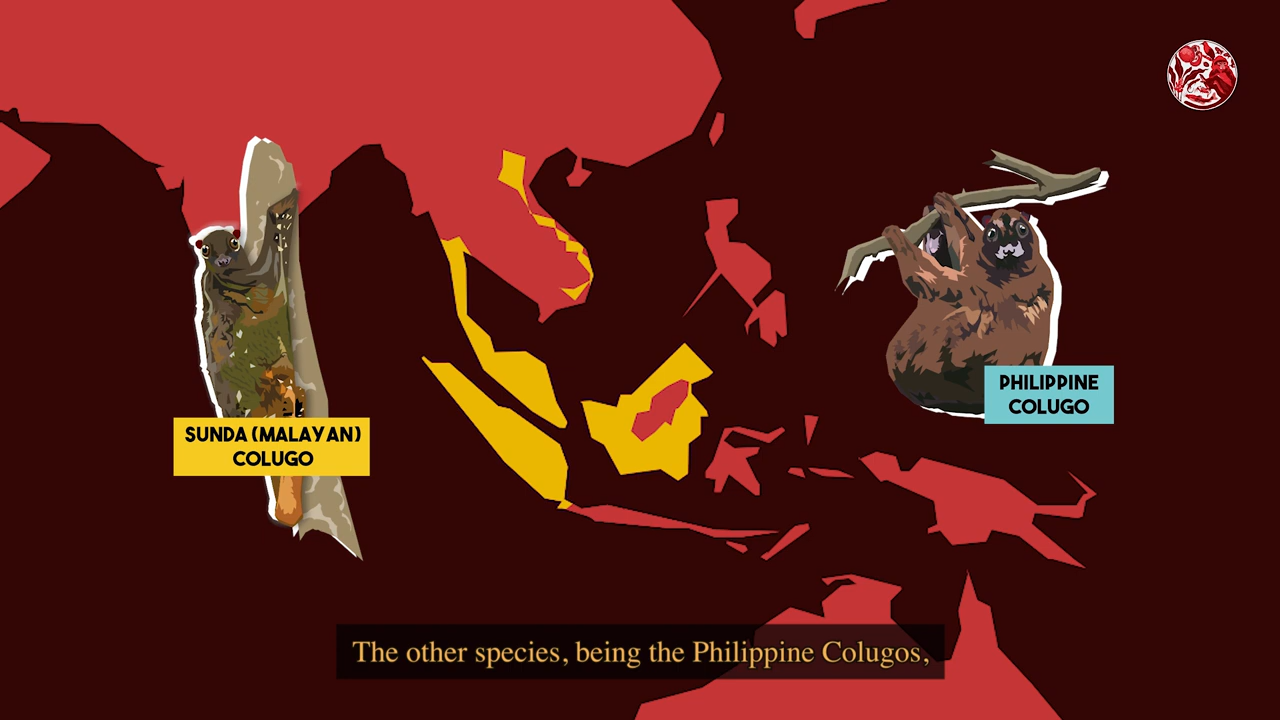 PHILIPPINE
COLUGO
SUNDA (MALAYAN)
COLUGO
The other species, being the Philippine Colugos,